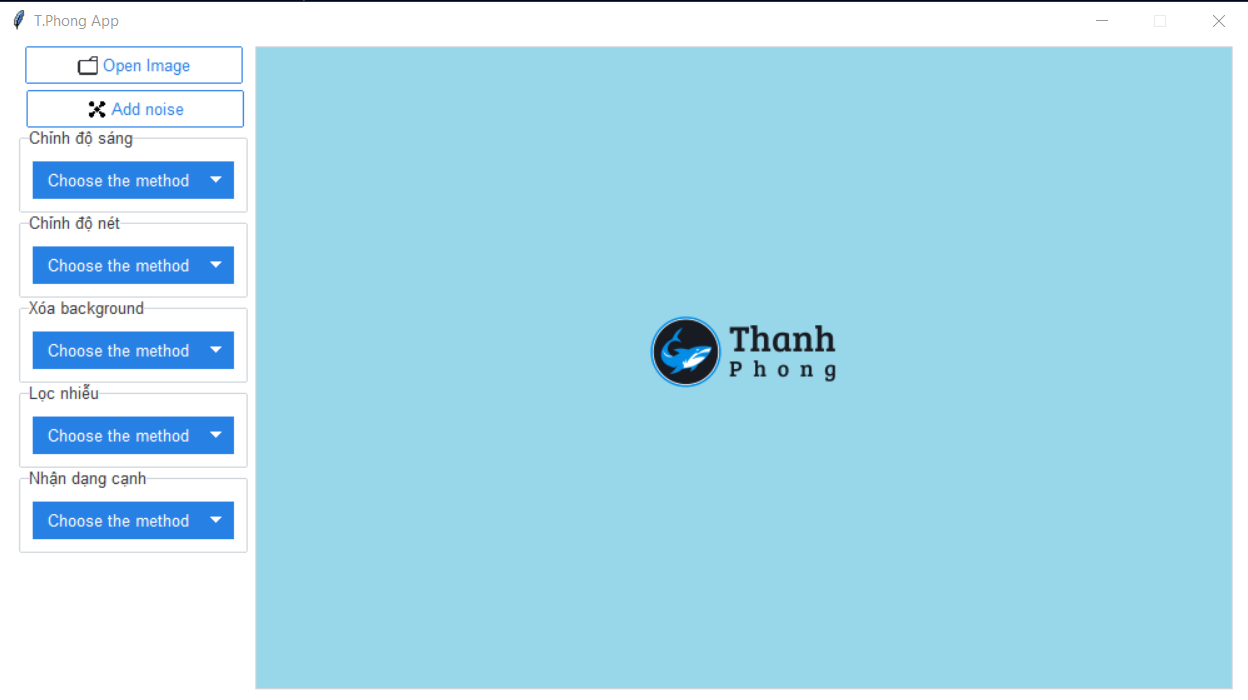 T.Phong App
Open Image
Add noise
Chỉnh độ sáng
Choose the method
Chỉnh độ nét
Choose the method
Xóa background
Choose the method
Lọc nhiễu
Choose the method
Nhận dạng cạnh
Choose the method
Thanh
Phong